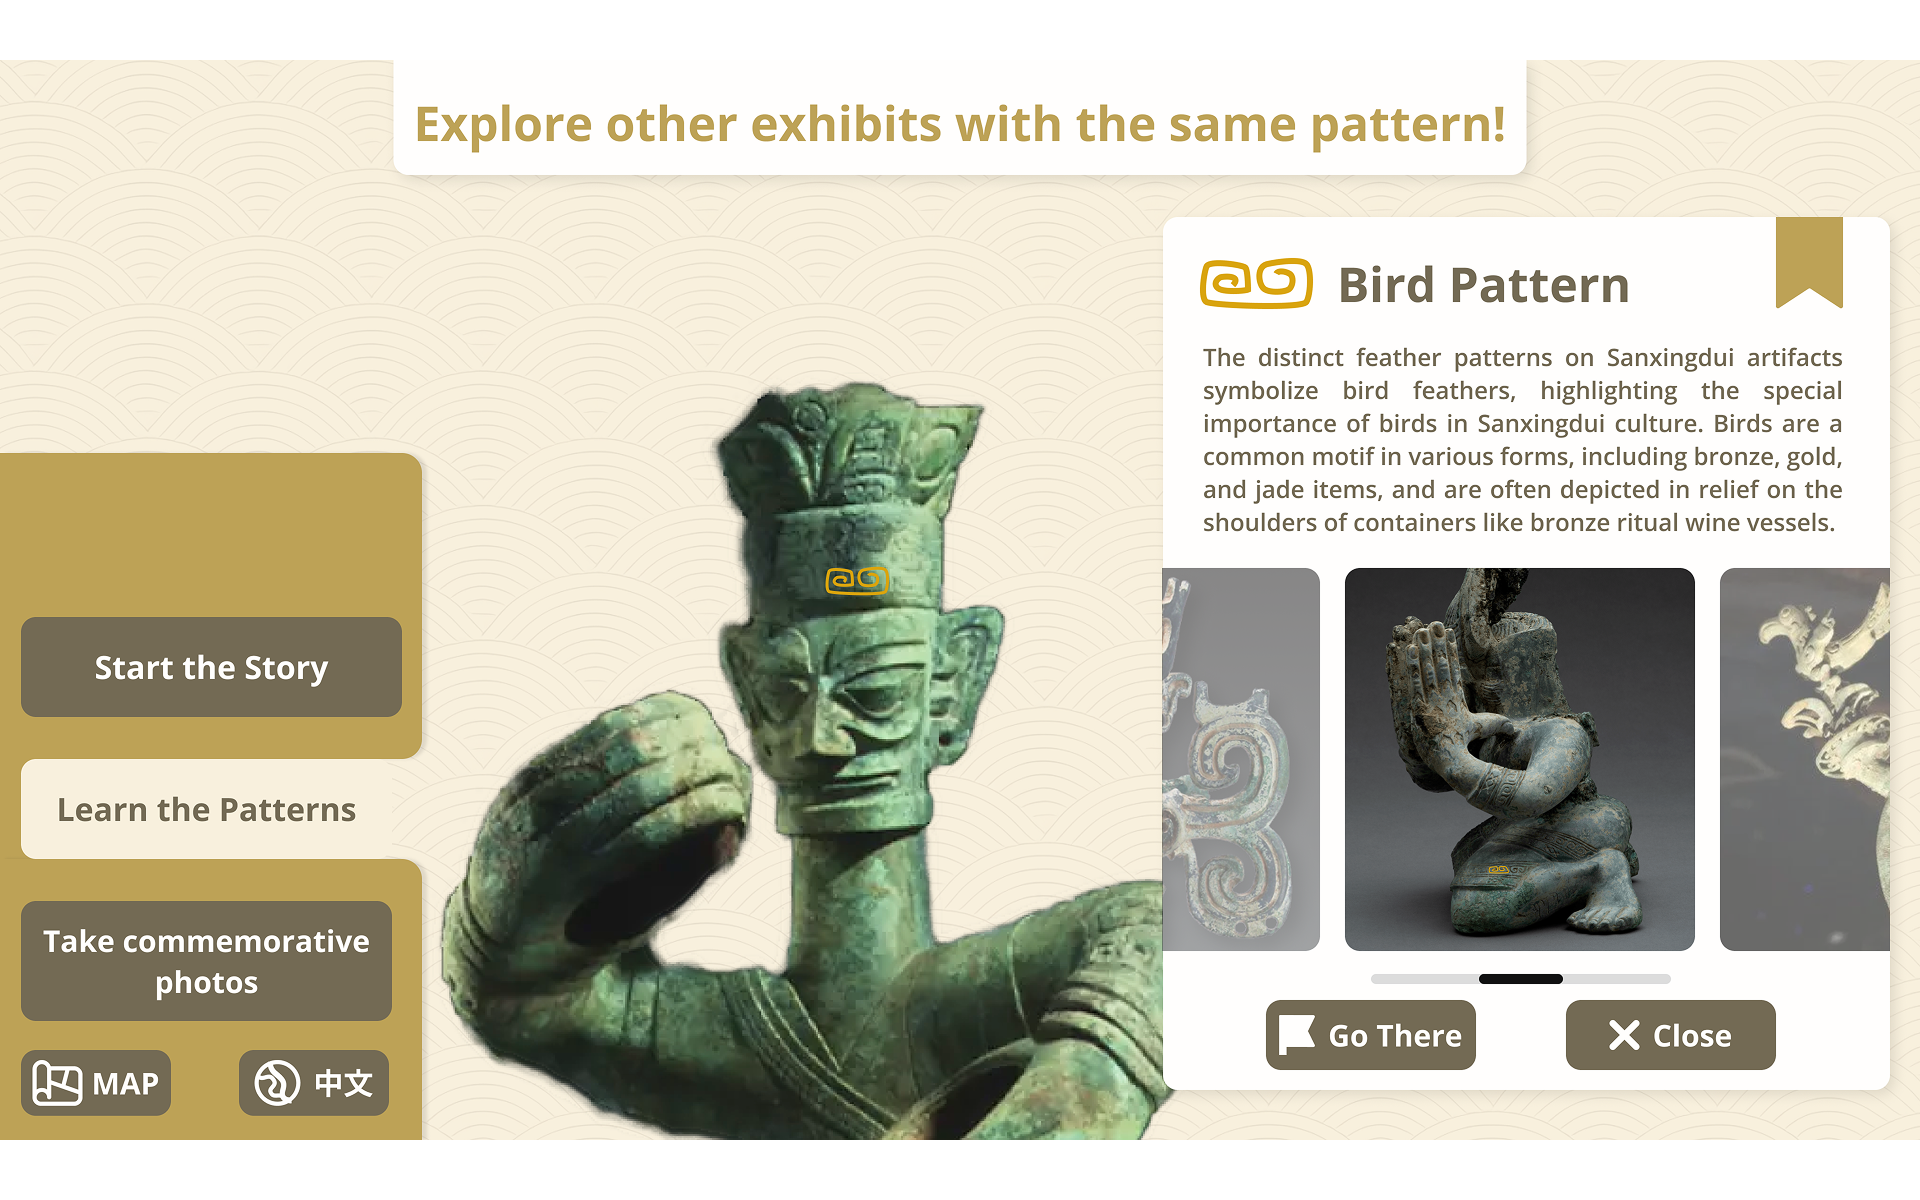 Explore other exhibits with the same pattern!
Bird Pattern
The distinct feather patterns on Sanxingdui artifacts
symbolize bird feathers, highlighting the special
importance of birds in Sanxingdui culture. Birds are a
common motif in various forms, including bronze, gold,
and jade items, and are often depicted in relief on the
shoulders of containers like bronze ritual wine vessels.
Start the Story
Learn the Patterns
Take commemorative
photos
MAP
中文
Go There
Close